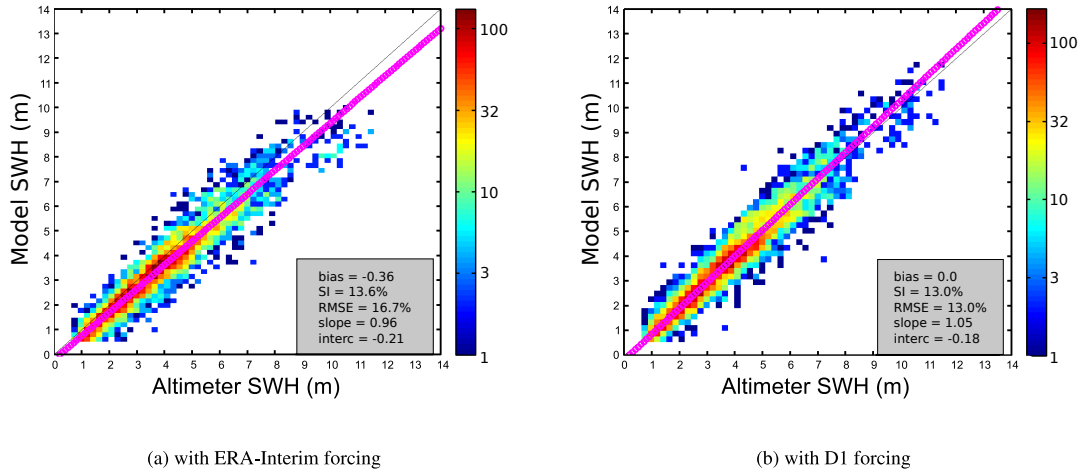 14
13
12
11
10
9
8
7
6
5
4
3
2
1
0
0 1 2 3 4 5 6 7 8 9 10 11 12 13 14
Model SWH (m)
Altimeter SWH (m)
bias = -0.36
SI = 13.6%
RMSE = 16.7%
slope = 0.96
interc = -0.21
100
32
10
3
1
(a) with ERA-Interim forcing
14
13
12
11
10
9
8
7
6
5
4
3
2
1
0
0 1 2 3 4 5 6 7 8 9 10 11 12 13 14
Model SWH (m)
Altimeter SWH (m)
bias = 0.0
SI = 13.0%
RMSE = 13.0%
slope = 1.05
interc = -0.18
100
32
10
3
1
(b) with D1 forcing